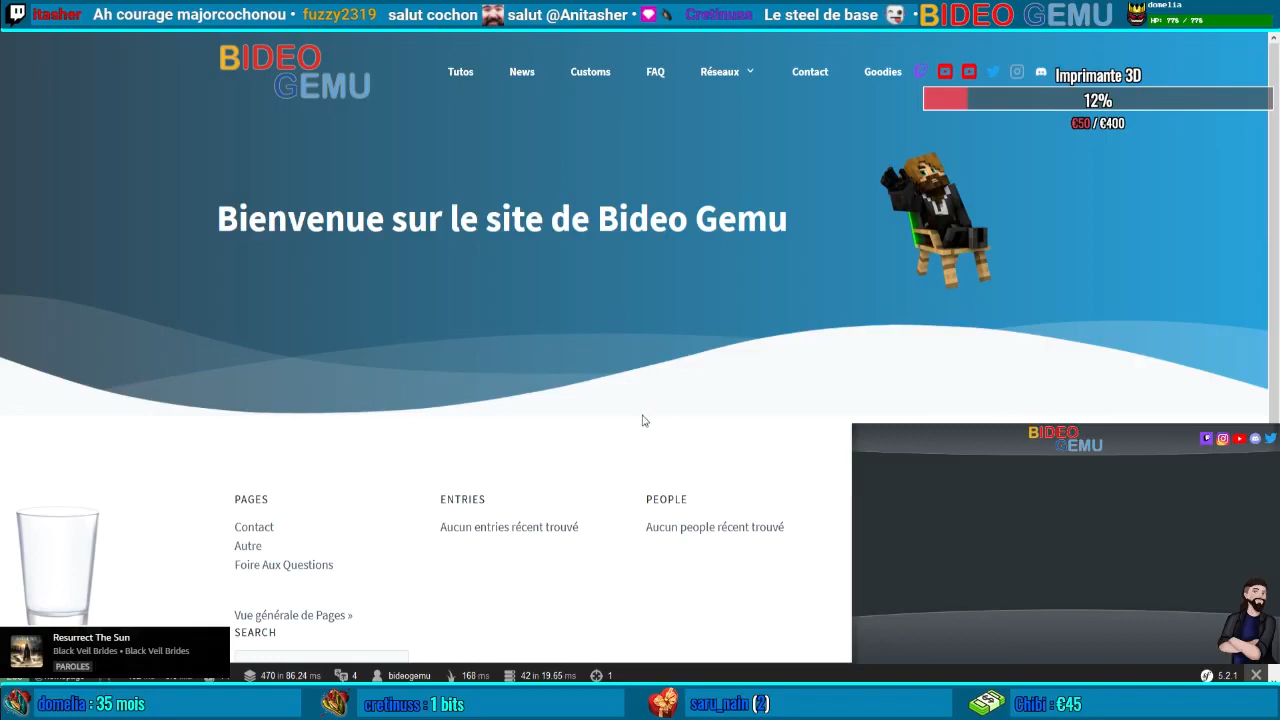 itasher Ah courage majorcochonou • fuzzy2319 salut cochon salut @Anitasher • Cretinuss Le steel de base •
BIDEO GEMU
domelia
HP: 776 / 776
BIDEO
GEMU
Tutos News Customs FAQ Réseaux Contact Goodies
Imprimante 3D
12%
€50 / €400
Bienvenue sur le site de Bideo Gemu
BIDEO
GEMU
PAGES
Contact
Autre
Foire Aux Questions
Vue générale de Pages »
ENTRIES
Aucun entries récent trouvé
PEOPLE
Aucun people récent trouvé
SEARCH
Resurrect The Sun
Black Veil Brides • Black Veil Brides
PAROLES
470 in 86.24 ms 4 bideogemu 168 ms 42 in 19.65 ms 1 5.2.1
domelia : 35 mois cretinuss : 1 bits saru_nain (2) Chibi : €45